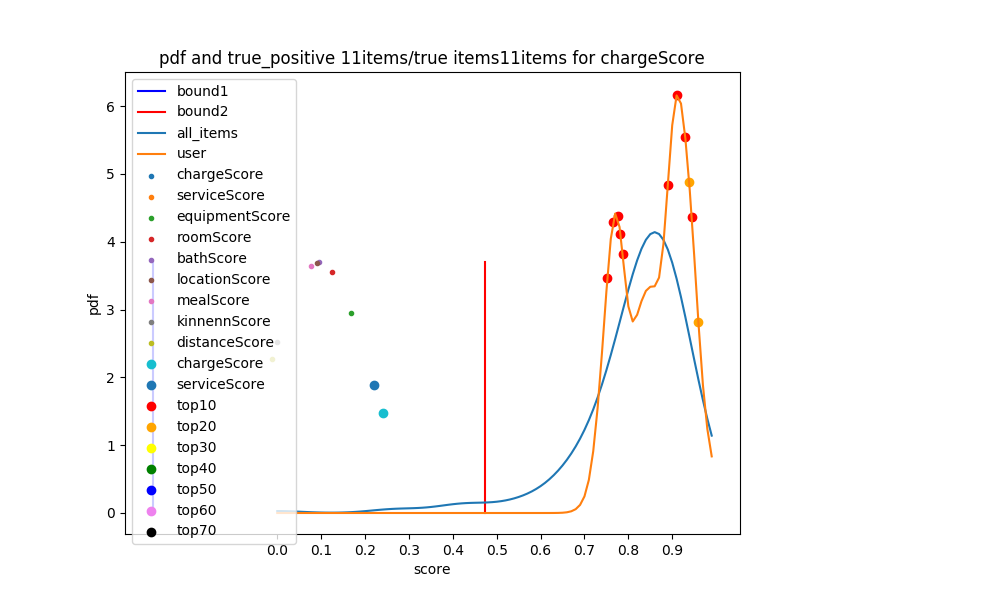 pdf and true_positive 11items/true items11items for chargeScore
bound1
bound2
all_items
user
chargeScore
serviceScore
equipmentScore
roomScore
bathScore
locationScore
mealScore
kinnennScore
distanceScore
chargeScore
serviceScore
top10
top20
top30
top40
top50
top60
top70
6
5
4
3
2
1
0
pdf
0.0 0.1 0.2 0.3 0.4 0.5 0.6 0.7 0.8 0.9
score